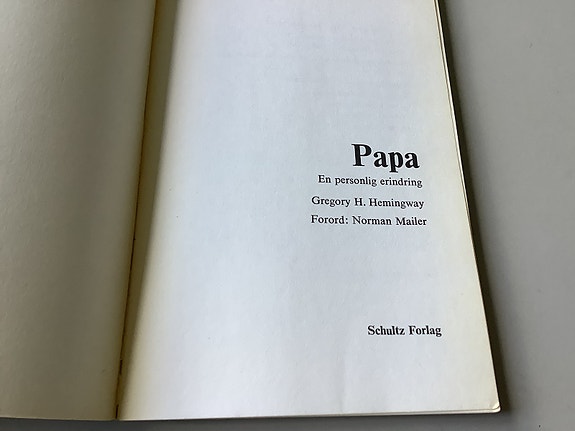 Papa
En personlig erindring
Gregory H. Hemingway
Forord: Norman Mailer
Schultz Forlag